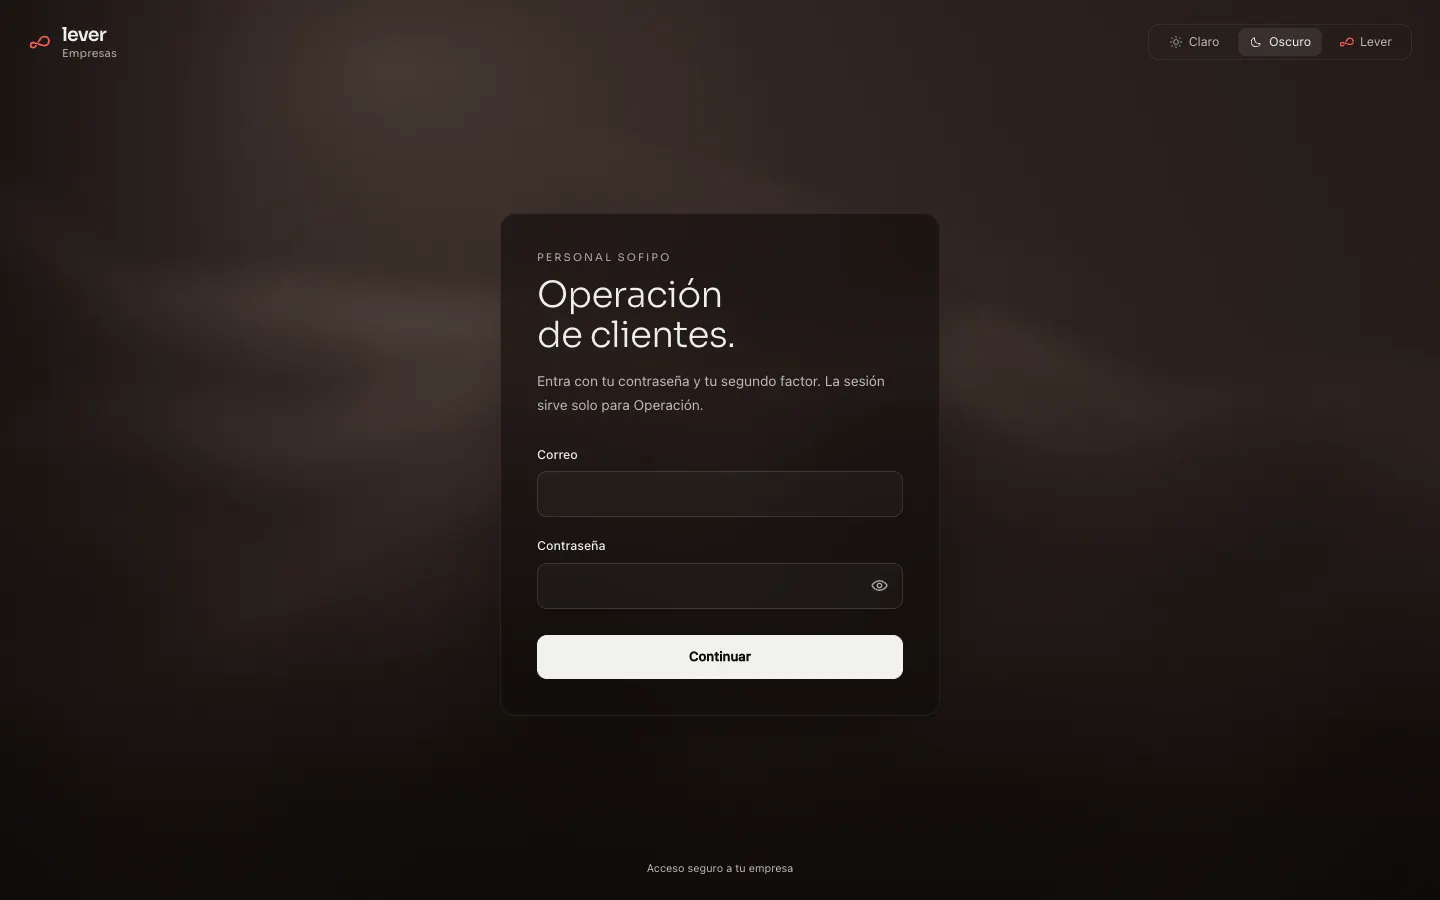 lever
Empresas
Claro
Oscuro
Lever
PERSONAL SOFIPO
Operación
de clientes.
Entra con tu contraseña y tu segundo factor. La sesión
sirve solo para Operación.
Correo
Contraseña
Continuar
Acceso seguro a tu empresa